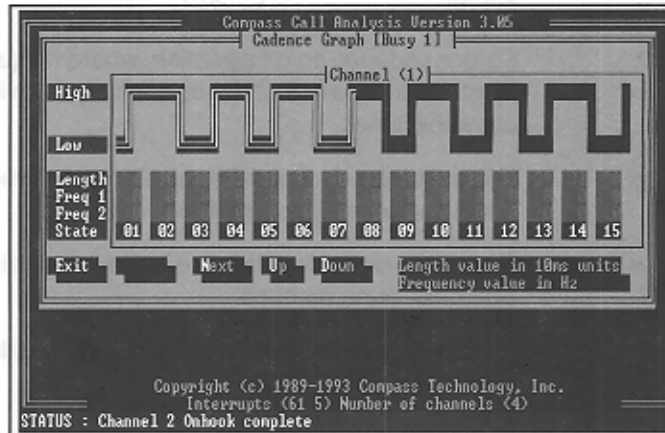 Compass Call Analysis Version 3.05
Cadence Graph [Busy 1]
Channel (1)
High
Low
Length
Freq 1
Freq 2
State 01 02 03 04 05 06 07 08 09 10 11 12 13 14 15
Exit Next Up Down Length value in 10ms units
Frequency value in Hz
Copyright (c) 1989-1993 Compass Technology, Inc.
Interrupts (61 5) Number of channels (4)
STATUS : Channel 2 Onhook complete